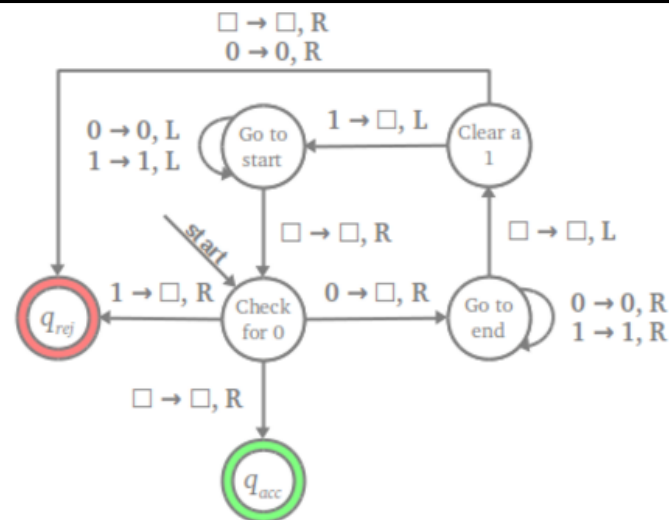 □ → □, R
0 → 0, R
0 → 0, L
1 → 1, L
Go to
start
1 → □, L
Clear a
1
start
□ → □, R
□ → □, L
q_rej
1 → □, R
Check
for 0
0 → □, R
Go to
end
0 → 0, R
1 → 1, R
□ → □, R
q_acc